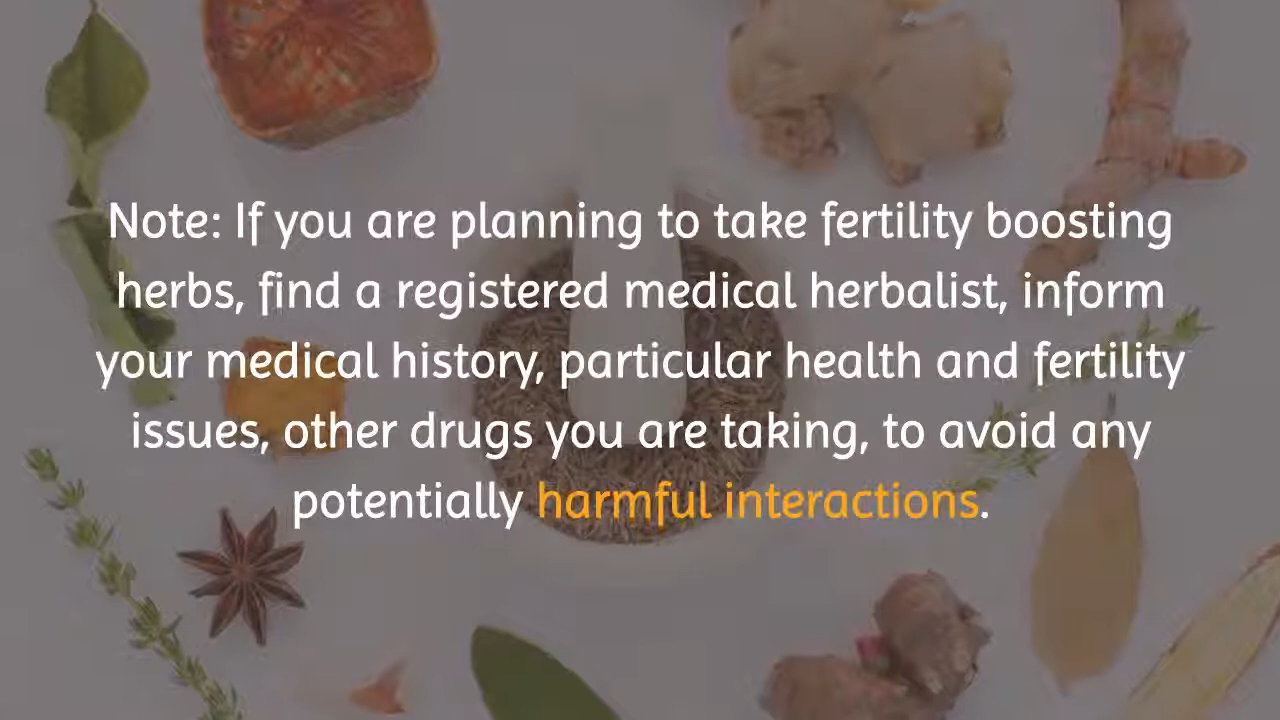 Note: If you are planning to take fertility boosting
herbs, find a registered medical herbalist, inform
your medical history, particular health and fertility
issues, other drugs you are taking, to avoid any
potentially harmful interactions.